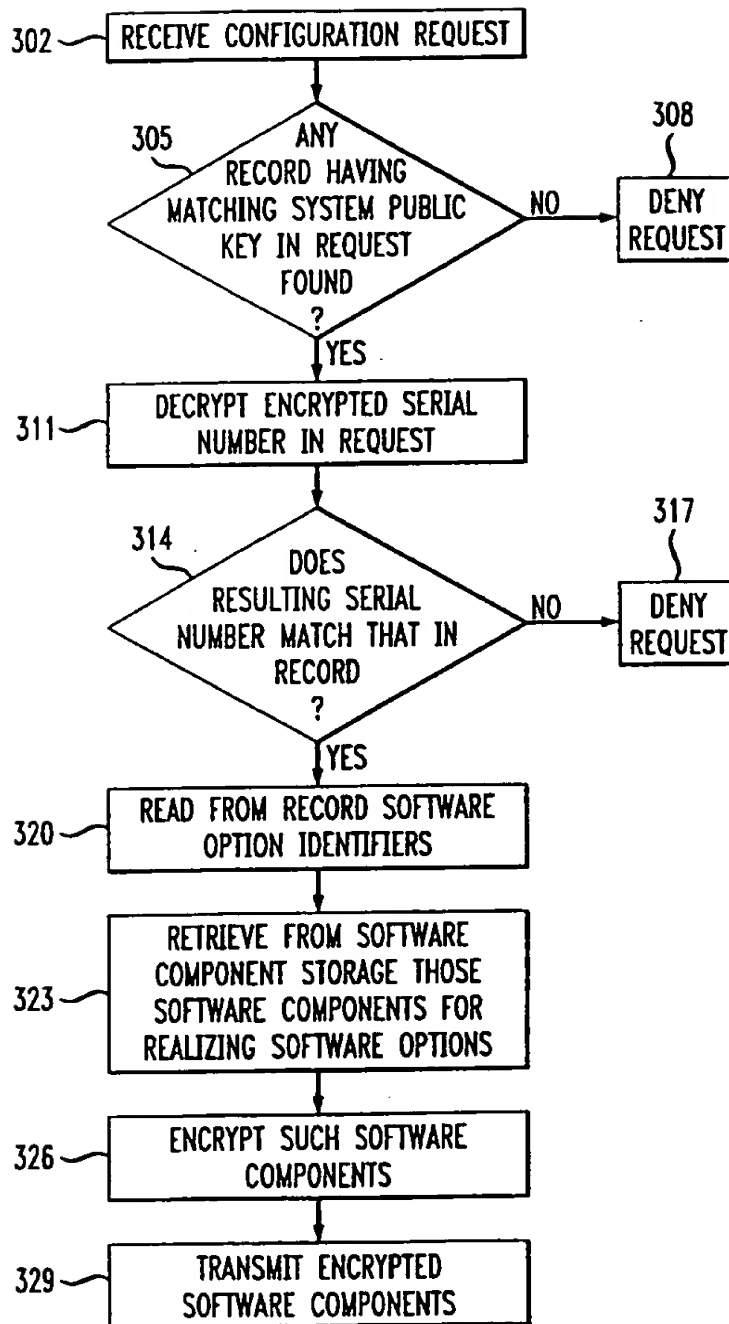 302
RECEIVE CONFIGURATION REQUEST
305
ANY
RECORD HAVING
MATCHING SYSTEM PUBLIC
KEY IN REQUEST
FOUND
?
NO
308
DENY
REQUEST
YES
311
DECRYPT ENCRYPTED SERIAL
NUMBER IN REQUEST
314
DOES
RESULTING SERIAL
NUMBER MATCH THAT IN
RECORD
?
NO
317
DENY
REQUEST
YES
320
READ FROM RECORD SOFTWARE
OPTION IDENTIFIERS
323
RETRIEVE FROM SOFTWARE
COMPONENT STORAGE THOSE
SOFTWARE COMPONENTS FOR
REALIZING SOFTWARE OPTIONS
326
ENCRYPT SUCH SOFTWARE
COMPONENTS
329
TRANSMIT ENCRYPTED
SOFTWARE COMPONENTS